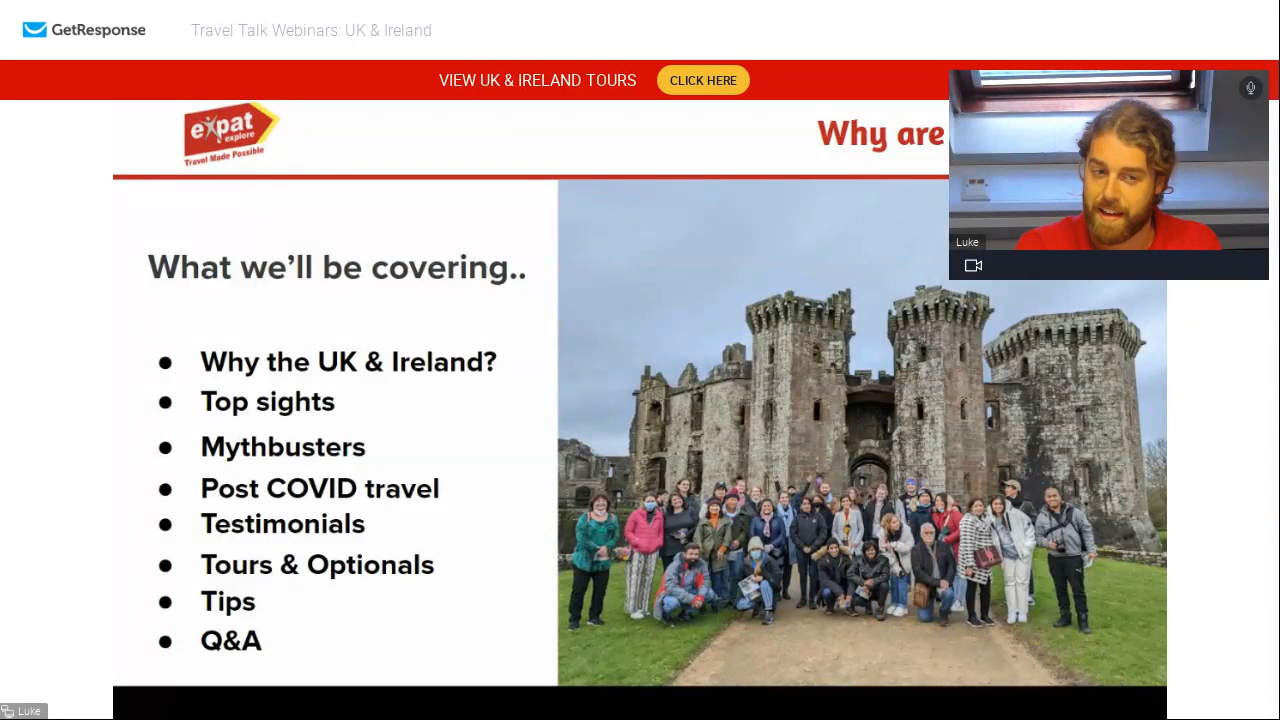 GetResponse
Travel Talk Webinars: UK & Ireland
VIEW UK & IRELAND TOURS
CLICK HERE
expat
explore
Travel Made Possible
Why are
Luke
What we'll be covering..
● Why the UK & Ireland?
● Top sights
● Mythbusters
● Post COVID travel
● Testimonials
● Tours & Optionals
● Tips
● Q&A
Luke